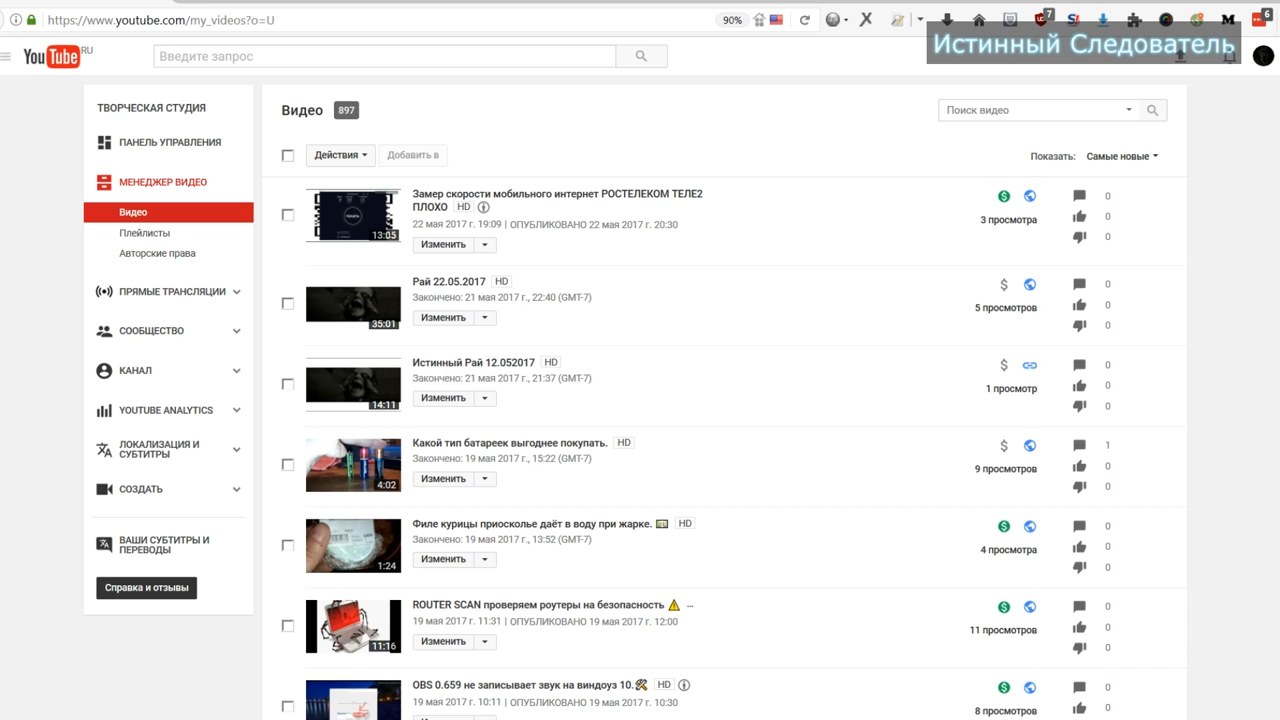 https://www.youtube.com/my_videos?o=U
90%
7
6
Истинный Следователь
YouTube RU
Введите запрос
ТВОРЧЕСКАЯ СТУДИЯ
ПАНЕЛЬ УПРАВЛЕНИЯ
МЕНЕДЖЕР ВИДЕО
Видео
Плейлисты
Авторские права
ПРЯМЫЕ ТРАНСЛЯЦИИ
СООБЩЕСТВО
КАНАЛ
YOUTUBE ANALYTICS
ЛОКАЛИЗАЦИЯ И
СУБТИТРЫ
СОЗДАТЬ
ВАШИ СУБТИТРЫ И
ПЕРЕВОДЫ
Справка и отзывы
Видео 897
Поиск видео
Действия Добавить в
Показать: Самые новые
Замер скорости мобильного интернет РОСТЕЛЕКОМ ТЕЛЕ2
ПЛОХО HD
22 мая 2017 г. 19:09 | ОПУБЛИКОВАНО 22 мая 2017 г. 20:30
Изменить
13:05
3 просмотра
0
0
0
Рай 22.05.2017 HD
Закончено: 21 мая 2017 г., 22:40 (GMT-7)
Изменить
35:01
5 просмотров
0
0
0
Истинный Рай 12.052017 HD
Закончено: 21 мая 2017 г., 21:37 (GMT-7)
Изменить
14:11
1 просмотр
0
0
0
Какой тип батареек выгоднее покупать. HD
Закончено: 19 мая 2017 г., 15:22 (GMT-7)
Изменить
4:02
9 просмотров
1
0
0
Филе курицы приосколье даёт в воду при жарке. HD
Закончено: 19 мая 2017 г., 13:52 (GMT-7)
Изменить
1:24
4 просмотра
0
0
0
ROUTER SCAN проверяем роутеры на безопасность ...
19 мая 2017 г. 11:31 | ОПУБЛИКОВАНО 19 мая 2017 г. 12:00
Изменить
11:16
11 просмотров
0
0
0
OBS 0.659 не записывает звук на виндоуз 10. HD
19 мая 2017 г. 10:11 | ОПУБЛИКОВАНО 19 мая 2017 г. 10:30
8 просмотров
0
0